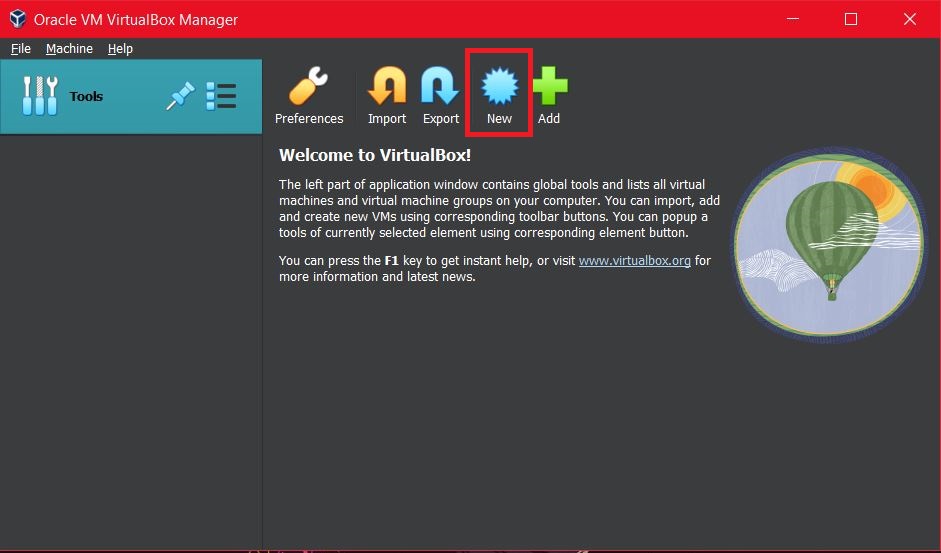 Oracle VM VirtualBox Manager
File Machine Help
Tools
Preferences Import Export New Add
Welcome to VirtualBox!
The left part of application window contains global tools and lists all virtual
machines and virtual machine groups on your computer. You can import, add
and create new VMs using corresponding toolbar buttons. You can popup a
tools of currently selected element using corresponding element button.
You can press the F1 key to get instant help, or visit www.virtualbox.org for
more information and latest news.